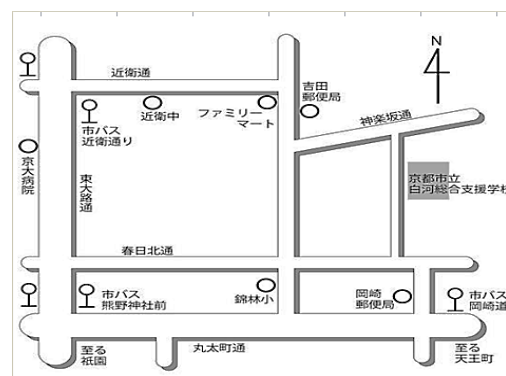 N
近衛通
吉田
郵便局
市バス
近衛通り
近衛中
ファミリー
マート
神楽坂通
京大病院
東大路通
京都市立
白河総合支援学校
春日北通
市バス
熊野神社前
錦林小
岡崎
郵便局
市バス
岡崎道
至る
祇園
丸太町通
至る
天王町